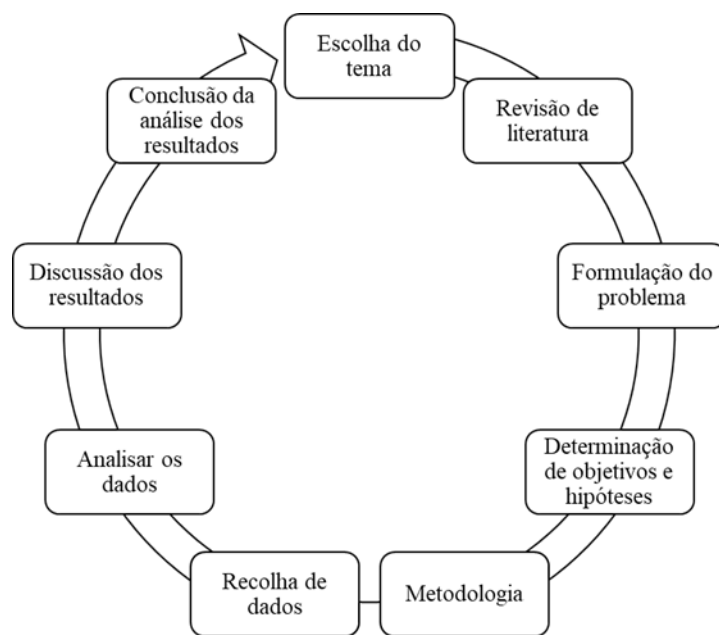 Escolha do
tema
Revisão de
literatura
Formulação do
problema
Determinação
de objetivos e
hipóteses
Metodologia
Recolha de
dados
Analisar os
dados
Discussão dos
resultados
Conclusão da
análise dos
resultados